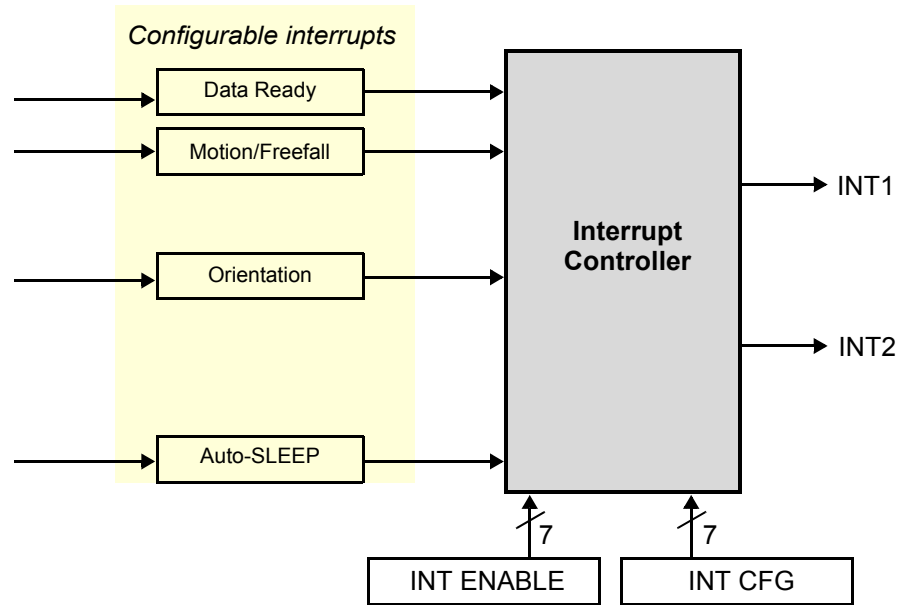 Configurable interrupts
Data Ready
Motion/Freefall
Orientation
Auto-SLEEP
Interrupt
Controller
INT1
INT2
7
7
INT ENABLE
INT CFG